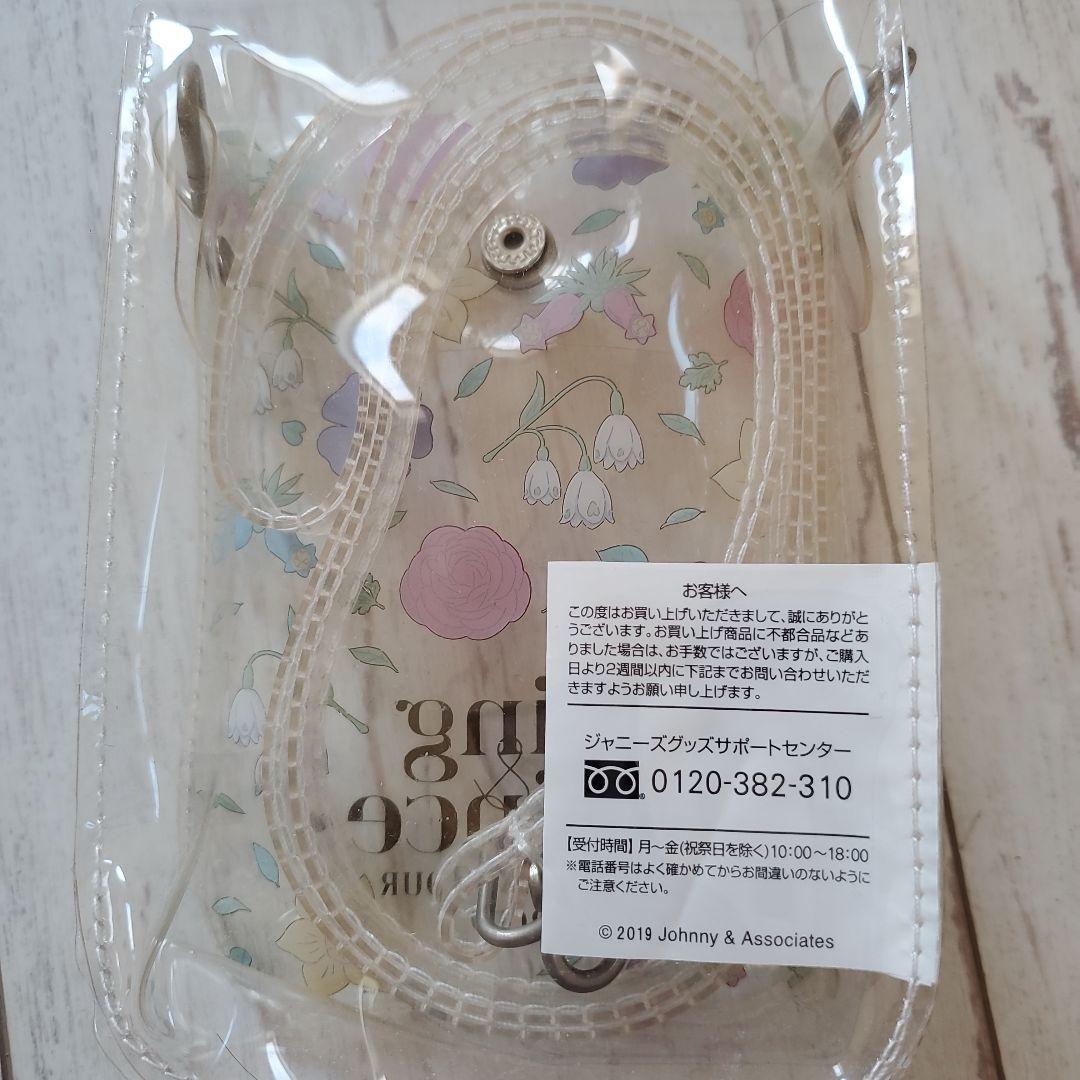 お客様へ
この度はお買い上げいただきまして、誠にありがと
うございます。お買い上げ商品に不都合品などあ
りました場合は、お手数ではございますが、ご購入
日より2週間以内に下記までお問い合わせいただ
きますようお願い申し上げます。
ジャニーズグッズサポートセンター
0120-382-310
【受付時間】月〜金(祝祭日を除く)10:00〜18:00
※電話番号はよく確かめてからお間違いのないように
ご注意ください。
© 2019 Johnny & Associates
ing
&
nce
OUR